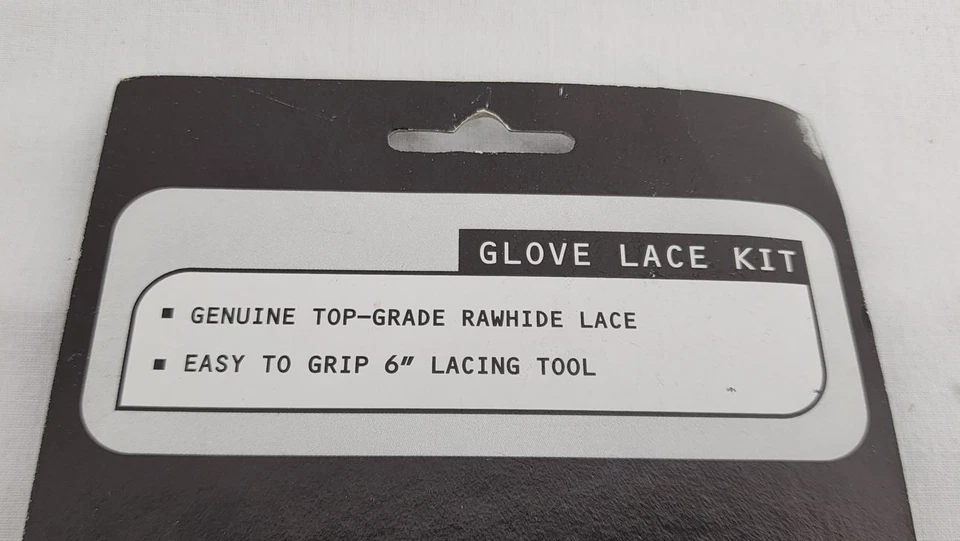 GLOVE LACE KIT
▪ GENUINE TOP-GRADE RAWHIDE LACE
▪ EASY TO GRIP 6" LACING TOOL